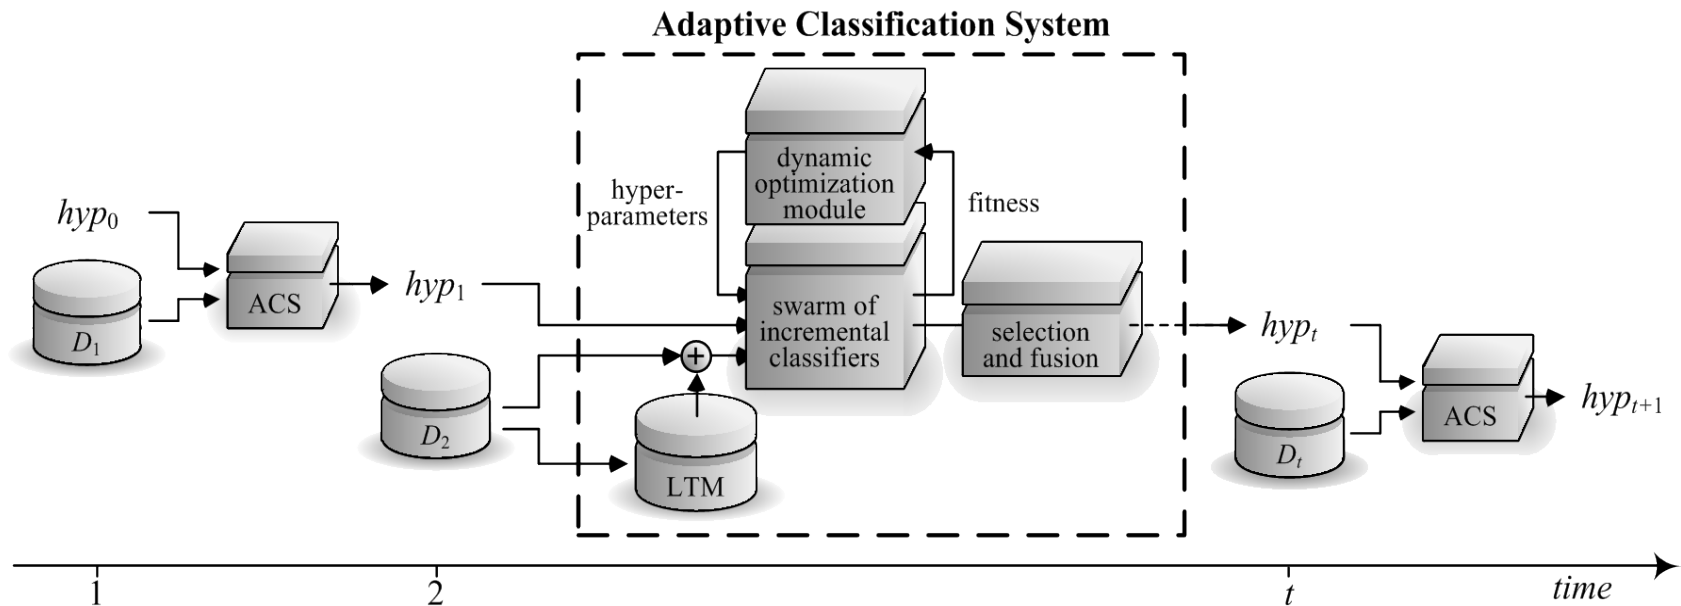 Adaptive Classification System
hyp0
D1
ACS
hyp1
D2
hyper-
parameters
dynamic
optimization
module
fitness
swarm of
incremental
classifiers
+
LTM
selection
and fusion
hypt
Dt
ACS
hypt+1
1
2
t
time